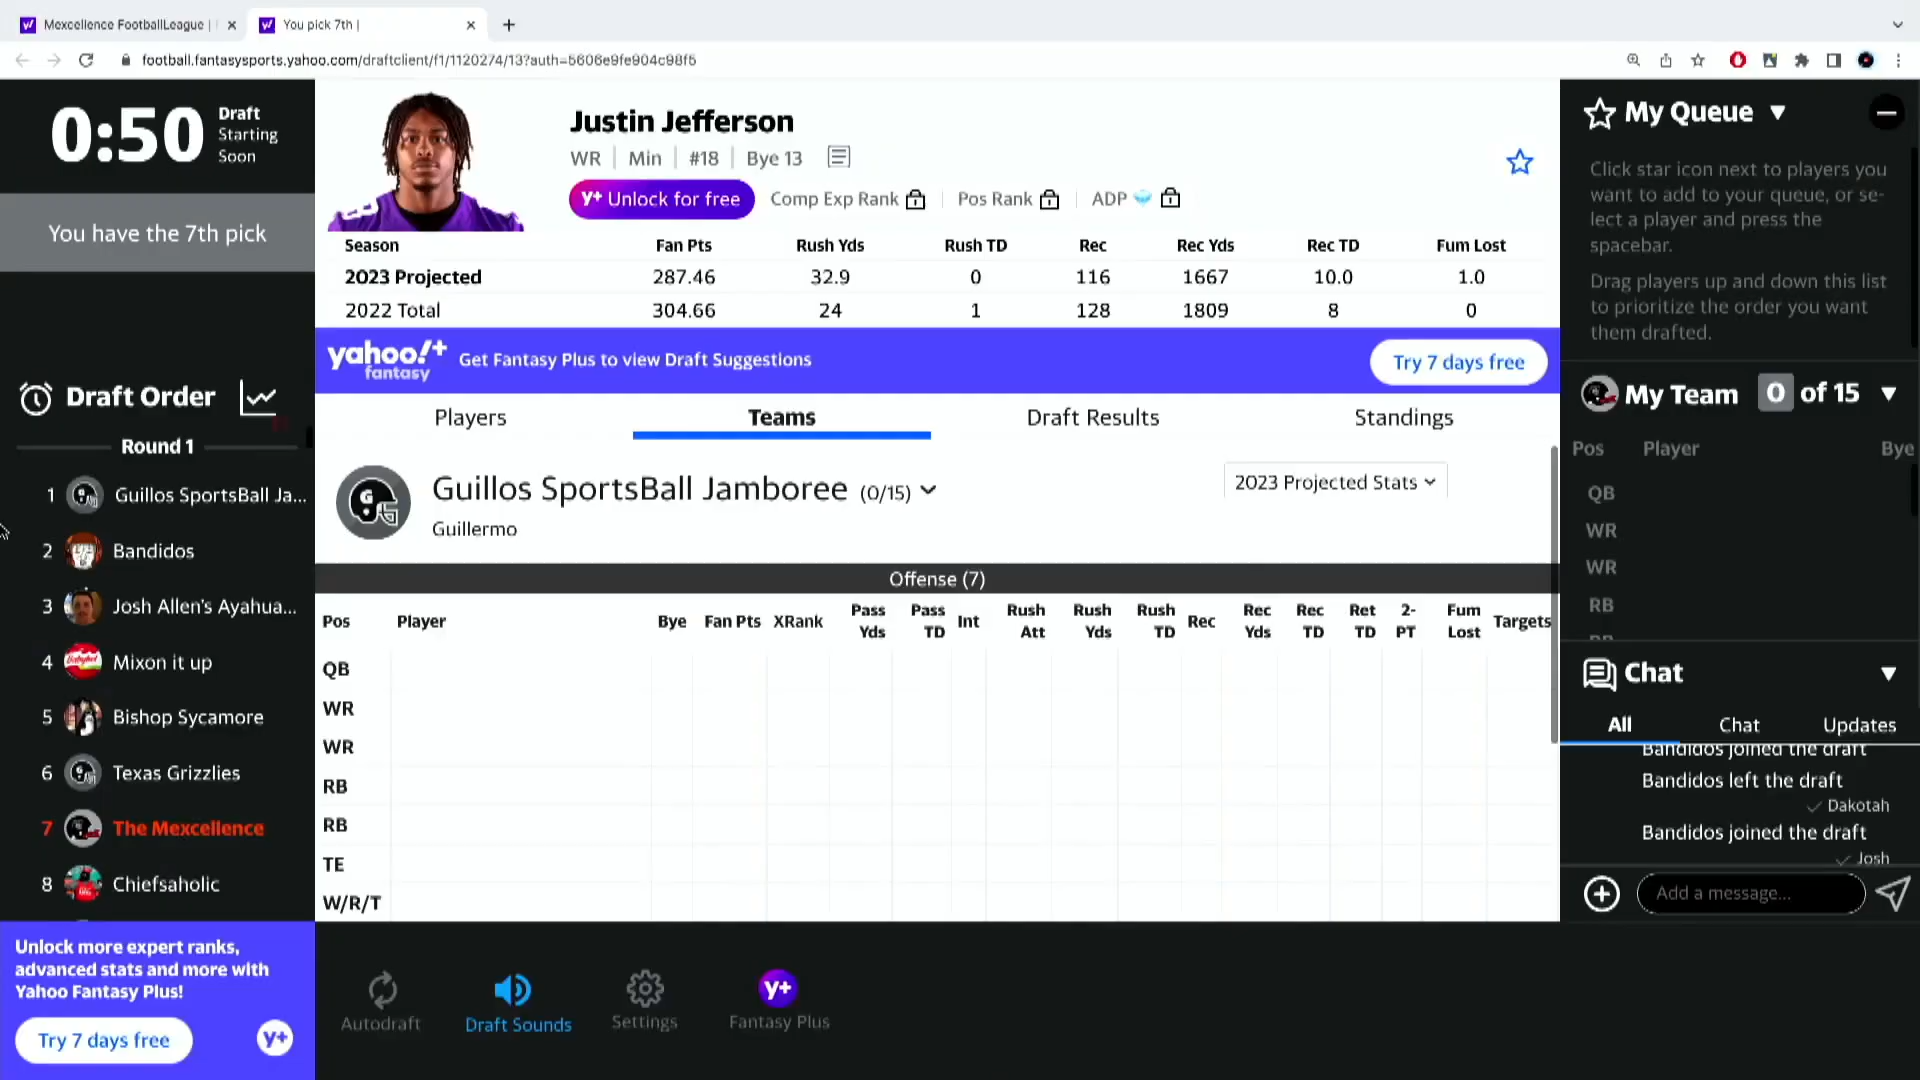 Mexcellence FootballLeague |
You pick 7th |
football.fantasysports.yahoo.com/draftclient/f1/1120274/13?auth=5606e9fe904c98f5
0:50
Draft
Starting
Soon
You have the 7th pick
Draft Order
Round 1
1 Guillos SportsBall Ja...
2 Bandidos
3 Josh Allen's Ayahua...
4 Mixon it up
5 Bishop Sycamore
6 Texas Grizzlies
7 The Mexcellence
8 Chiefsaholic
Unlock more expert ranks,
advanced stats and more with
Yahoo Fantasy Plus!
Try 7 days free
y+
Justin Jefferson
WR Min #18 Bye 13
y+ Unlock for free Comp Exp Rank Pos Rank ADP
Season Fan Pts Rush Yds Rush TD Rec Rec Yds Rec TD Fum Lost
2023 Projected 287.46 32.9 0 116 1667 10.0 1.0
2022 Total 304.66 24 1 128 1809 8 0
yahoo!+
fantasy
Get Fantasy Plus to view Draft Suggestions
Try 7 days free
Players Teams Draft Results Standings
G
Guillos SportsBall Jamboree (0/15)
Guillermo
2023 Projected Stats
Offense (7)
Pos Player Bye Fan Pts XRank Pass Yds Pass TD Int Rush Att Rush Yds Rush TD Rec Rec Yds Rec TD Ret TD 2-PT Fum Lost Targets
QB
WR
WR
RB
RB
TE
W/R/T
Autodraft
Draft Sounds
Settings
y+
Fantasy Plus
My Queue
Click star icon next to players you
want to add to your queue, or se-
lect a player and press the
spacebar.
Drag players up and down this list
to prioritize the order you want
them drafted.
My Team 0 of 15
Pos Player Bye
QB
WR
WR
RB
RB
Chat
All Chat Updates
Bandidos joined the draft
Bandidos left the draft
Dakotah
Bandidos joined the draft
Josh
Add a message...